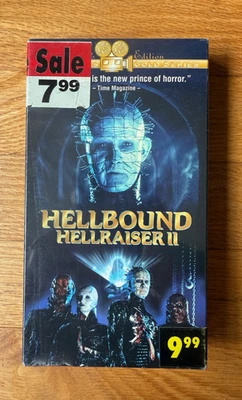 Sale
7.99
Edition
is the new prince of horror."
– Time Magazine –
HELLBOUND
HELLRAISER II
9.99